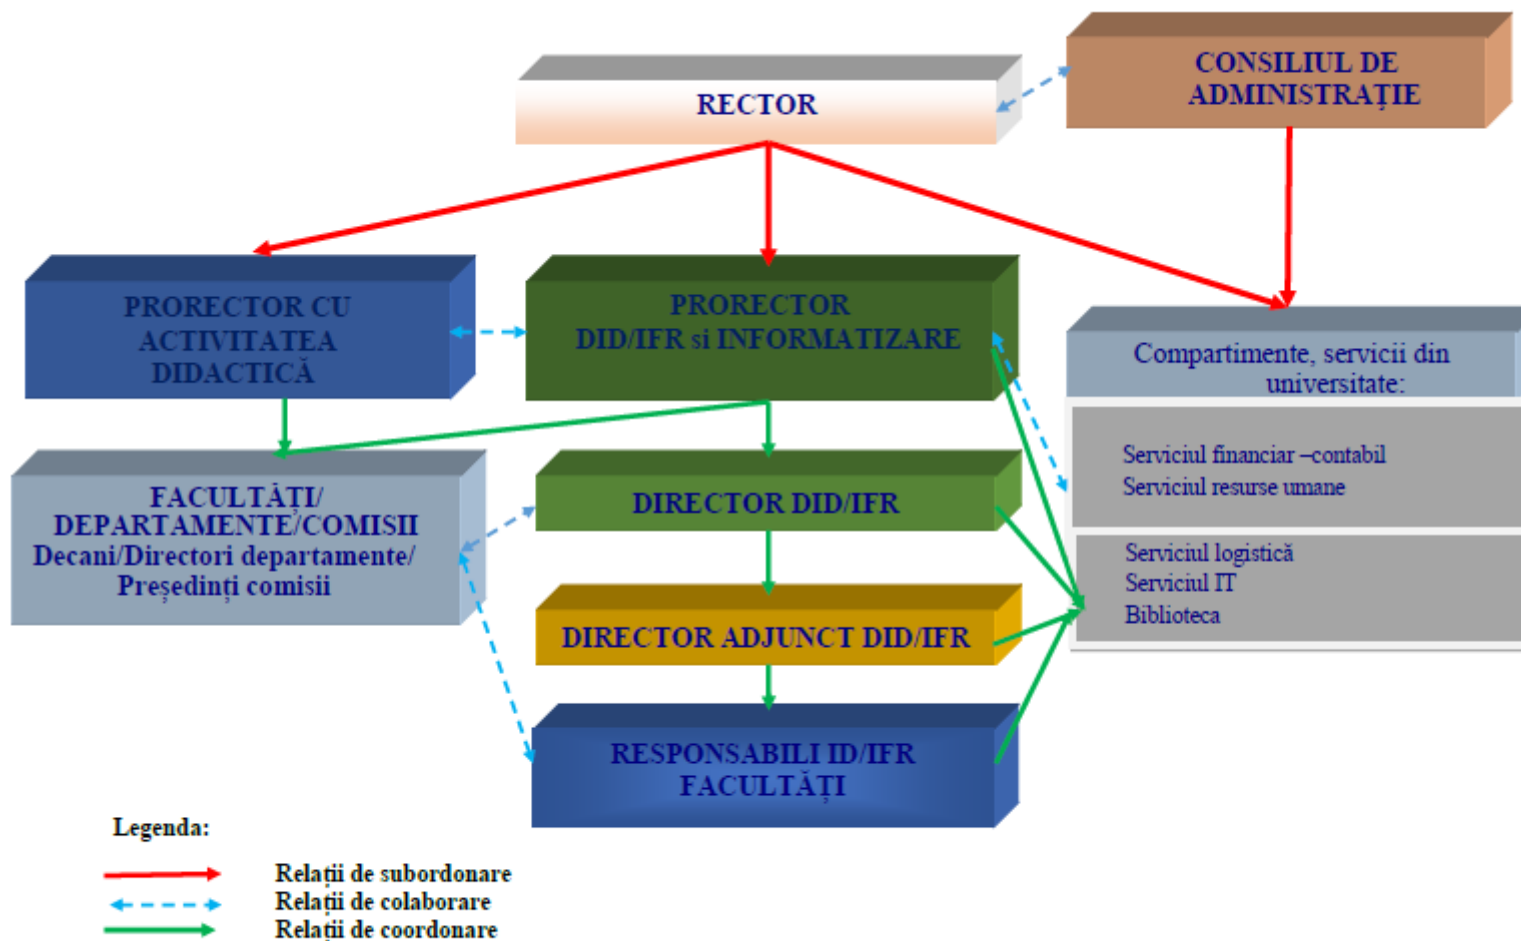 RECTOR
CONSILIUL DE
ADMINISTRAȚIE
PRORECTOR CU
ACTIVITATEA
DIDACTICĂ
PRORECTOR
DID/IFR si INFORMATIZARE
Compartimente, servicii din
universitate:
Serviciul financiar –contabil
Serviciul resurse umane
Serviciul logistică
Serviciul IT
Biblioteca
FACULTĂȚI/
DEPARTAMENTE/COMISII
Decani/Directori departamente/
Președinți comisii
DIRECTOR DID/IFR
DIRECTOR ADJUNCT DID/IFR
RESPONSABILI ID/IFR
FACULTĂȚI
Legenda:
Relații de subordonare
Relații de colaborare
Relații de coordonare